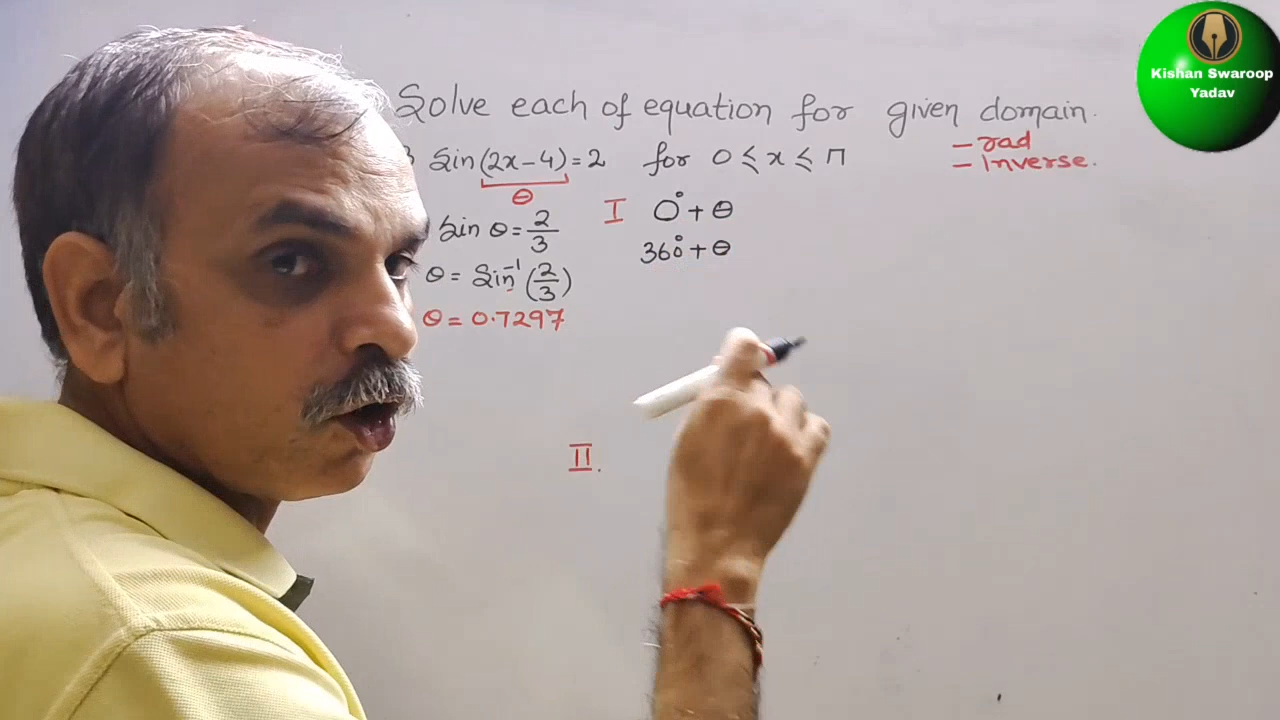 Solve each of equation for given domain.
3 Sin(2x-4)=2 for 0 ⩽ x ⩽ π
θ
- rad
- Inverse.
Sin θ = 2/3
θ = Sin⁻¹(2/3)
θ = 0.7297
I 0° + θ
360° + θ
II.
Kishan Swaroop
Yadav